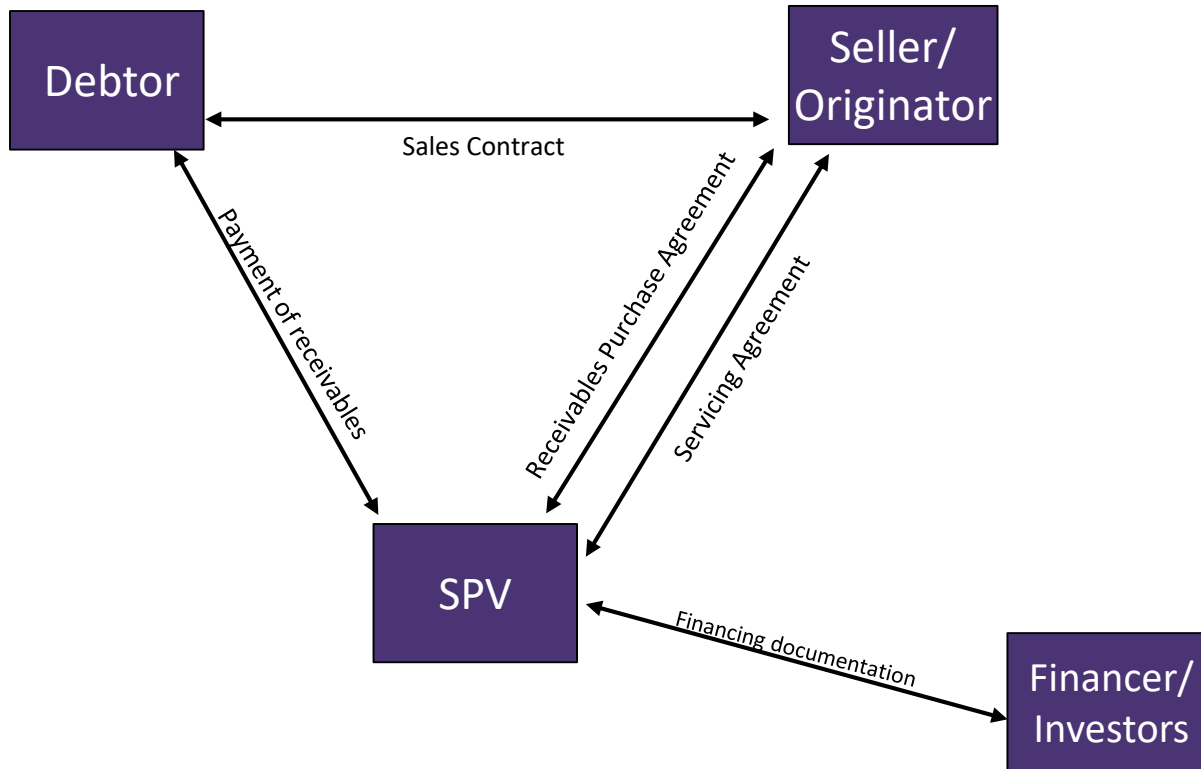 Debtor
Seller/
Originator
Sales Contract
Payment of receivables
Receivables Purchase Agreement
Servicing Agreement
SPV
Financing documentation
Financer/
Investors